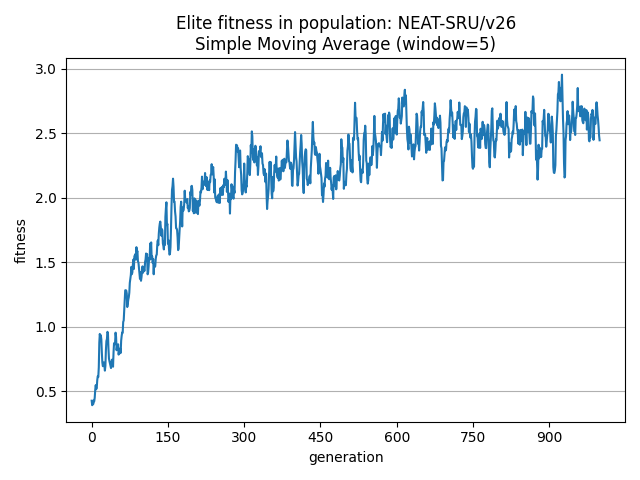 Elite fitness in population: NEAT-SRU/v26
Simple Moving Average (window=5)
3.0
2.5
2.0
1.5
1.0
0.5
fitness
0 150 300 450 600 750 900
generation